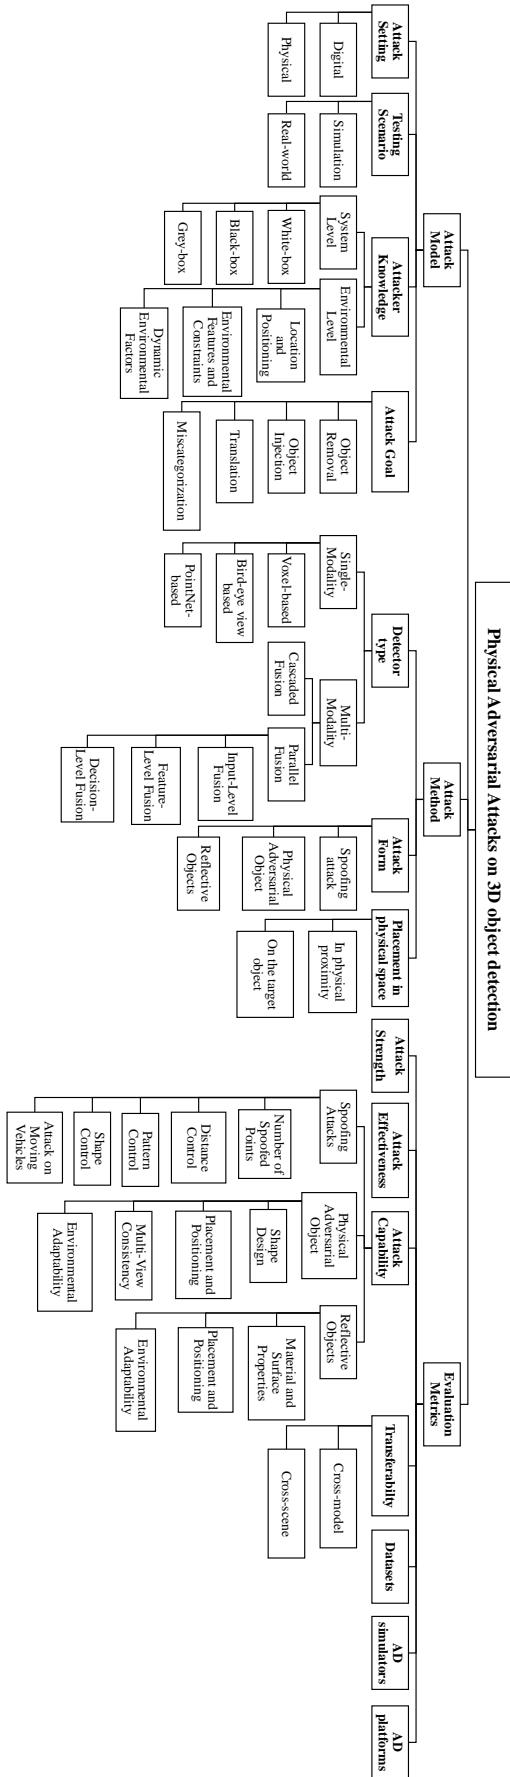 Physical Adversarial Attacks on 3D object detection
Attack
Model
Attack
Setting
Digital
Physical
Testing
Scenario
Simulation
Real-world
Attacker
Knowledge
System
Level
White-box
Black-box
Grey-box
Environmental
Level
Location
and
Positioning
Environmental
Features and
Constraints
Dynamic
Environmental
Factors
Attack Goal
Object
Removal
Object
Injection
Translation
Miscategorization
Attack
Method
Detector
type
Single-
Modality
Voxel-based
Bird-eye view
based
PointNet-
based
Multi-
Modality
Cascaded
Fusion
Parallel
Fusion
Input-Level
Fusion
Feature-
Level Fusion
Decision-
Level Fusion
Attack
Form
Spoofing
attack
Physical
Adversarial
Object
Reflective
Objects
Placement in
physical space
In physical
proximity
On the target
object
Evaluation
Metrics
Attack
Strength
Attack
Effectiveness
Attack
Capability
Spoofing
Attacks
Number of
Spoofed
Points
Distance
Control
Pattern
Control
Shape
Control
Attack on
Moving
Vehicles
Physical
Adversarial
Object
Shape
Design
Placement and
Positioning
Multi-View
Consistency
Environmental
Adaptability
Reflective
Objects
Material and
Surface
Properties
Placement and
Positioning
Environmental
Adaptability
Transferabilty
Cross-model
Cross-scene
Datasets
AD
simulators
AD
platforms